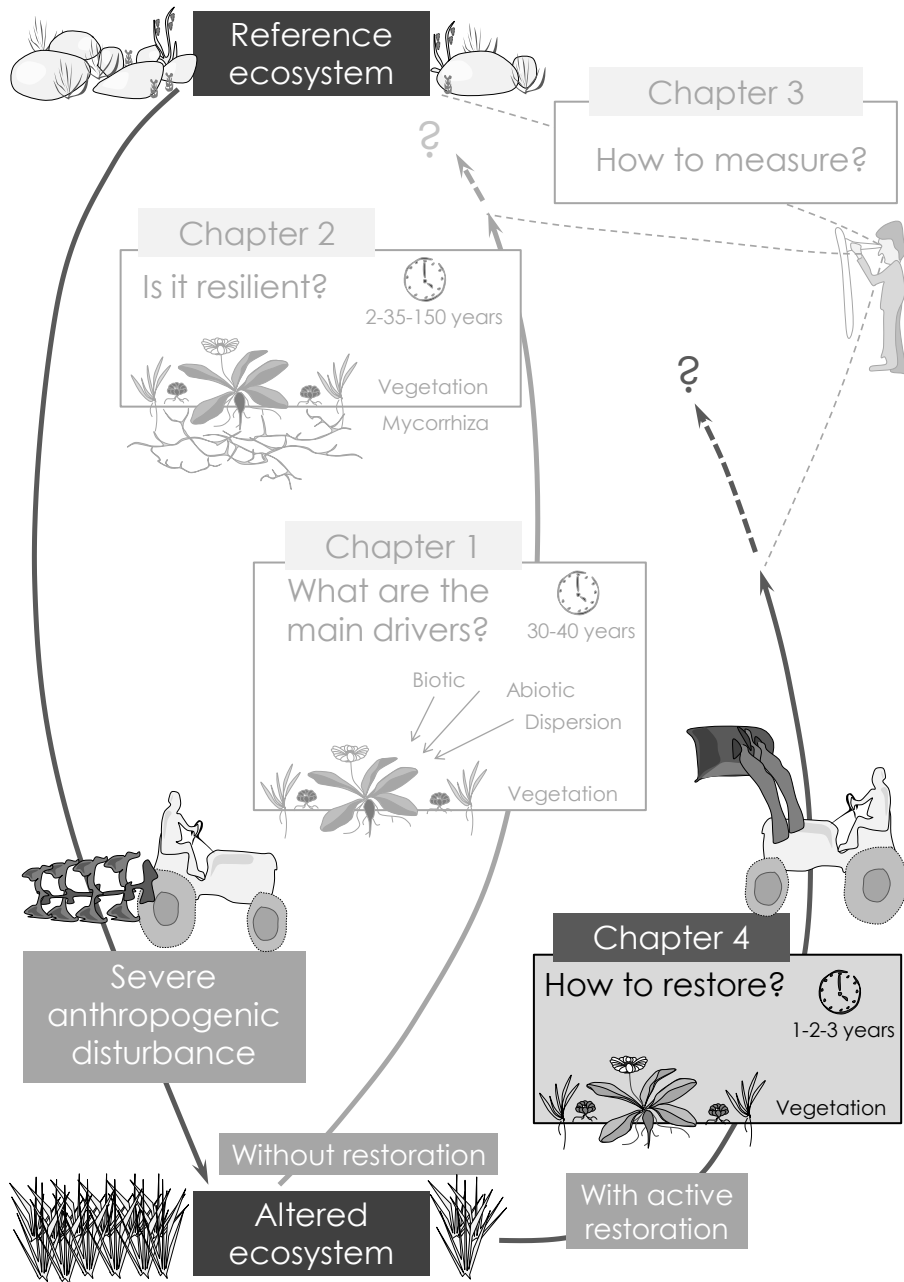 Reference
ecosystem
Chapter 3
How to measure?
?
Chapter 2
Is it resilient?
2-35-150 years
Vegetation
Mycorrhiza
?
Chapter 1
What are the
main drivers?
30-40 years
Biotic
Abiotic
Dispersion
Vegetation
Chapter 4
How to restore?
1-2-3 years
Vegetation
Severe
anthropogenic
disturbance
Without restoration
With active
restoration
Altered
ecosystem